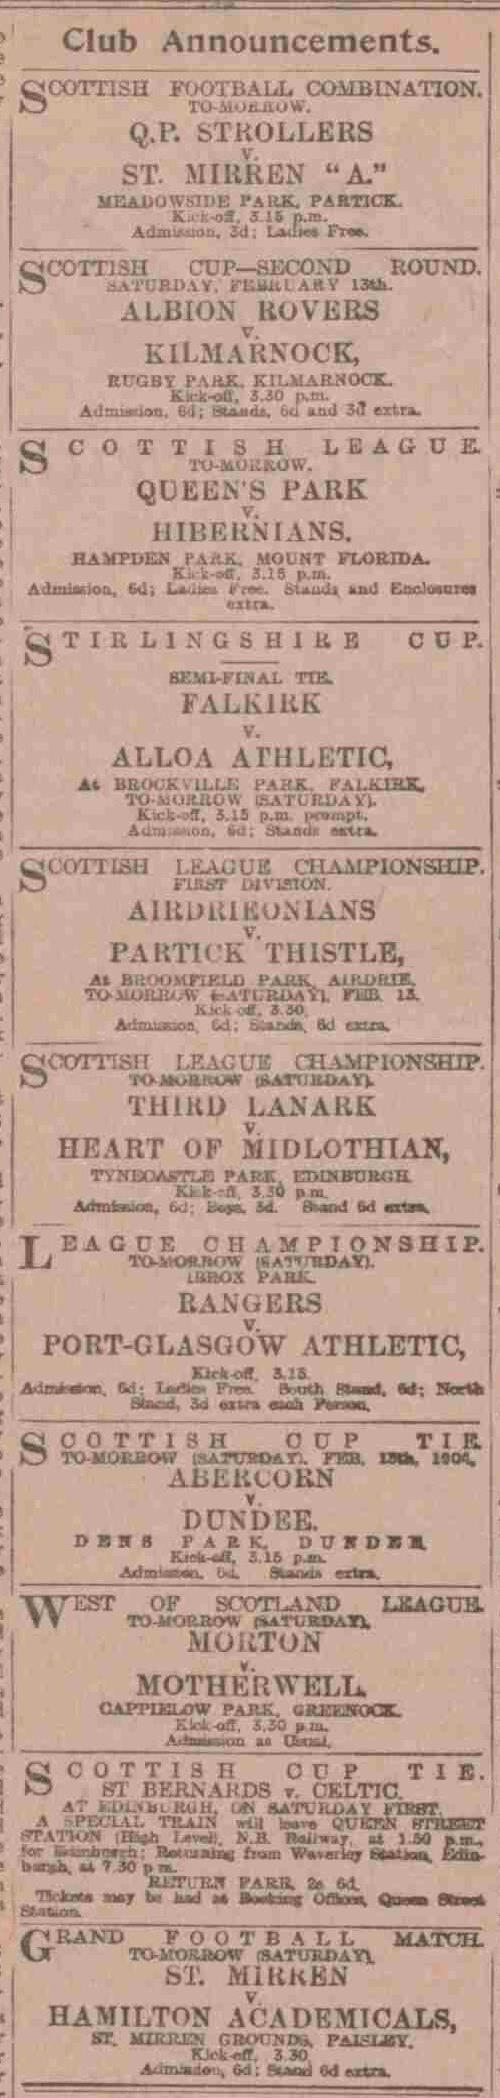 Club Announcements.
SCOTTISH FOOTBALL COMBINATION.
TO-MORROW.
Q.P. STROLLERS
v.
ST. MIRREN "A."
MEADOWSIDE PARK, PARTICK.
Kick-off, 3.15 p.m.
Admission, 3d; Ladies Free.
SCOTTISH CUP—SECOND ROUND.
SATURDAY, FEBRUARY 13th.
ALBION ROVERS
v.
KILMARNOCK,
RUGBY PARK, KILMARNOCK.
Kick-off, 3.30 p.m.
Admission, 6d; Stands, 6d and 3d extra.
SCOTTISH LEAGUE.
TO-MORROW.
QUEEN'S PARK
v.
HIBERNIANS.
HAMPDEN PARK, MOUNT FLORIDA.
Kick-off, 3.15 p.m.
Admission, 6d; Ladies Free. Stands and Enclosures
extra.
STIRLINGSHIRE CUP.
SEMI-FINAL TIE.
FALKIRK
v.
ALLOA ATHLETIC,
At BROCKVILLE PARK, FALKIRK,
TO-MORROW (SATURDAY).
Kick-off, 3.15 p.m. prompt.
Admission, 6d; Stands extra.
SCOTTISH LEAGUE CHAMPIONSHIP.
FIRST DIVISION.
AIRDRIEONIANS
v.
PARTICK THISTLE,
At BROOMFIELD PARK, AIRDRIE,
TO-MORROW (SATURDAY), FEB. 13.
Kick-off, 3.30.
Admission, 6d; Stands, 6d extra.
SCOTTISH LEAGUE CHAMPIONSHIP.
TO-MORROW (SATURDAY).
THIRD LANARK
v.
HEART OF MIDLOTHIAN,
TYNECASTLE PARK, EDINBURGH.
Kick-off, 3.30 p.m.
Admission, 6d; Boys, 3d. Stand 6d extra.
LEAGUE CHAMPIONSHIP.
TO-MORROW (SATURDAY).
IBROX PARK.
RANGERS
v.
PORT-GLASGOW ATHLETIC,
Kick-off, 3.15.
Admission, 6d; Ladies Free. South Stand, 6d; North
Stand, 3d extra each Person.
SCOTTISH CUP TIE.
TO-MORROW (SATURDAY). FEB. 13th, 1904,
ABERCORN
v.
DUNDEE.
DENS PARK, DUNDEE
Kick-off, 3.15 p.m.
Admission, 6d. Stands extra.
WEST OF SCOTLAND LEAGUE.
TO-MORROW (SATURDAY),
MORTON
v.
MOTHERWELL,
CAPPIELOW PARK, GREENOCK.
Kick-off, 3.30 p.m.
Admission as Usual.
SCOTTISH CUP TIE.
ST BERNARDS v. CELTIC.
AT EDINBURGH, ON SATURDAY FIRST.
A SPECIAL TRAIN will leave QUEEN STREET
STATION (High Level), N.B. Railway, at 1.50 p.m.,
for Edinburgh; Returning from Waverley Station, Edin-
burgh, at 7.30 p m.
RETURN FARE 2s 6d.
Tickets may be had at Booking Offices, Queen Street
Station.
GRAND FOOTBALL MATCH.
TO-MORROW (SATURDAY),
ST. MIRREN
v.
HAMILTON ACADEMICALS,
ST. MIRREN GROUNDS, PAISLEY.
Kick-off, 3.30.
Admission, 6d; Stand 6d extra.